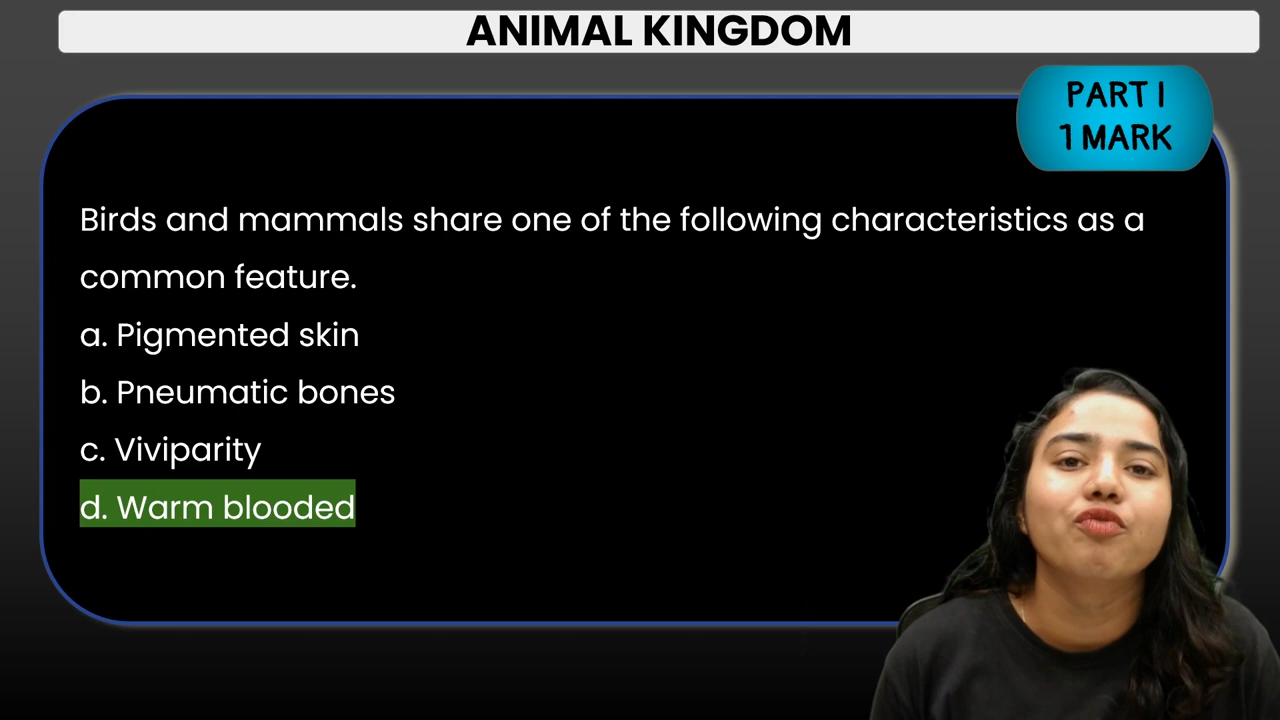 ANIMAL KINGDOM
PART I
1 MARK
Birds and mammals share one of the following characteristics as a
common feature.
a. Pigmented skin
b. Pneumatic bones
c. Viviparity
d. Warm blooded